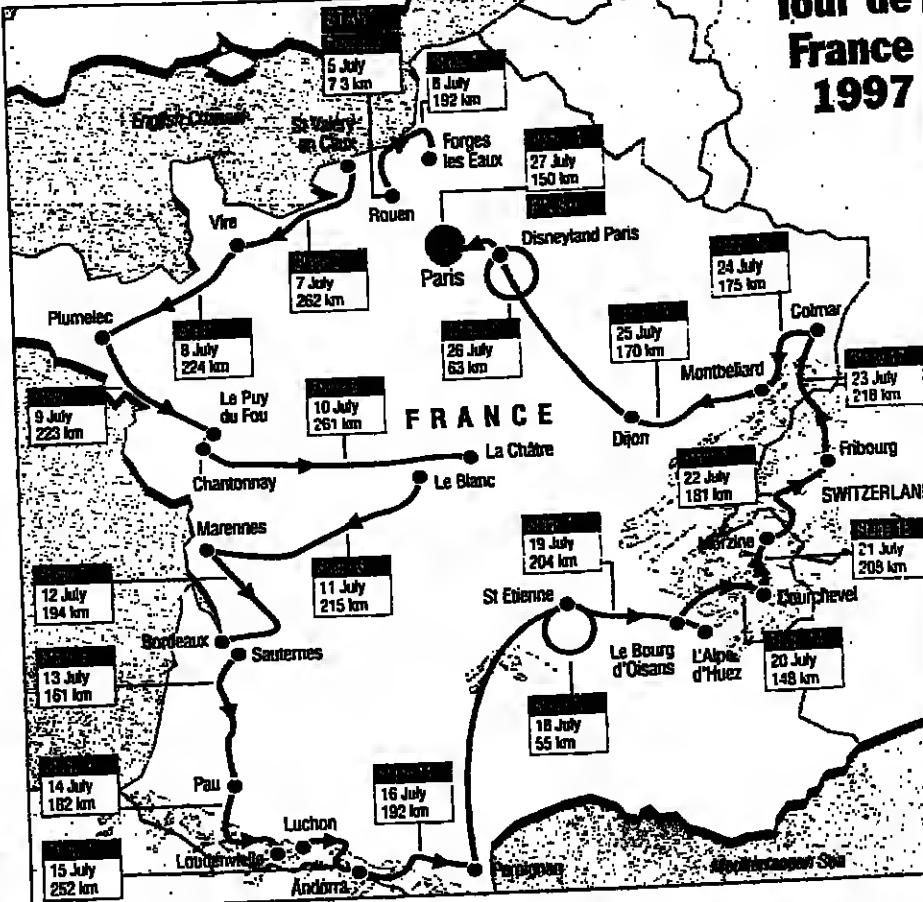 Tour de
France
1997
5 July
7 3 km
6 July
192 km
English Channel
St Valéry
en Caux
Forges
les Eaux
27 July
150 km
Rouen
Vire
Disneyland Paris
Paris
24 July
175 km
7 July
262 km
Colmar
Plumelec
8 July
224 km
26 July
63 km
25 July
170 km
Montbéliard
23 July
218 km
9 July
223 km
Le Puy
du Fou
10 July
261 km
FRANCE
Dijon
La Châtre
Fribourg
Chantonnay
Le Blanc
22 July
181 km
SWITZERLAND
Marennes
19 July
204 km
Morzine
21 July
208 km
12 July
194 km
11 July
215 km
St Etienne
Courchevel
Bordeaux
Sauternes
Le Bourg
d'Oisans
L'Alpe
d'Huez
20 July
148 km
13 July
161 km
18 July
55 km
14 July
182 km
Pau
16 July
192 km
Luchon
Loudenvielle
15 July
252 km
Andorra
Perpignan
Mediterranean Sea